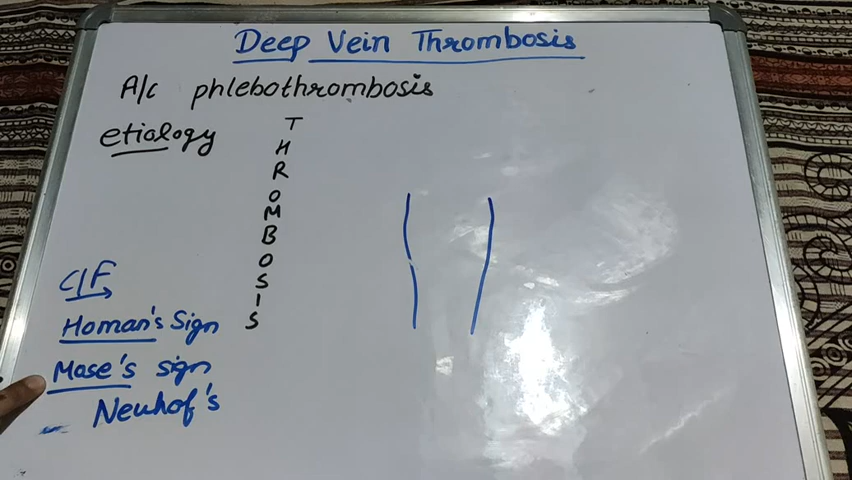 Deep Vein Thrombosis
A/c phlebothrombosis
etiology
T
H
R
O
M
B
O
S
I
S
C/F
Homan's Sign
Mose's sign
Neuhof's